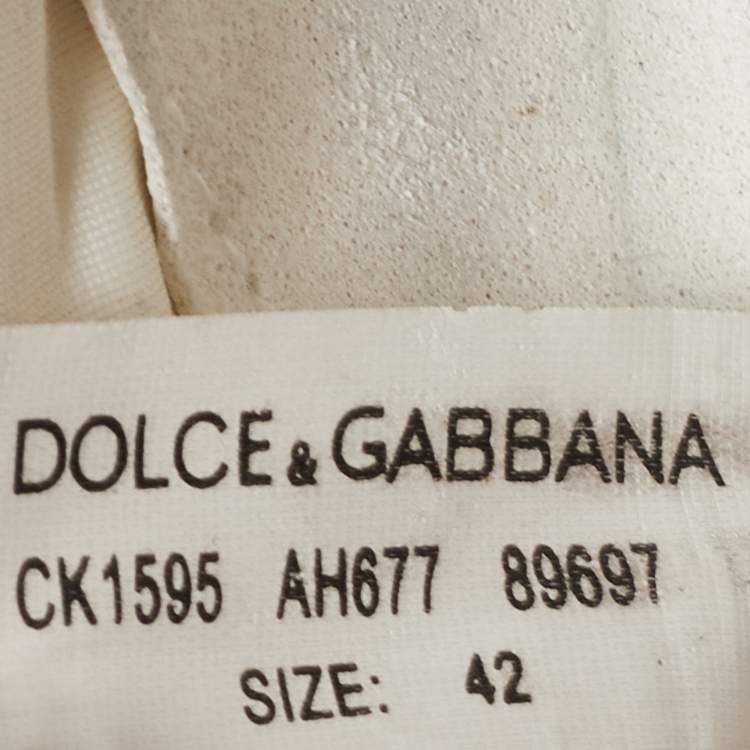 DOLCE & GABBANA
CK1595 AH677 89697
SIZE: 42